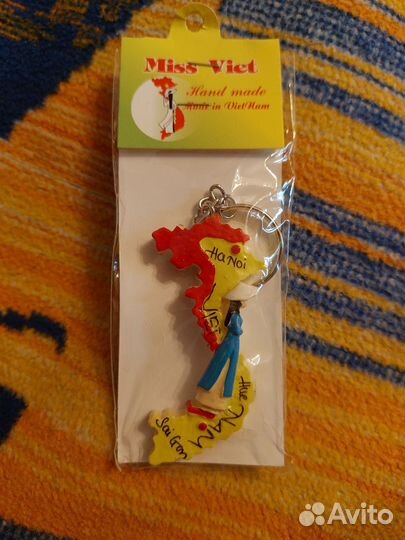 Miss Viet
Hand made
Made in VietNam
HaNoi
VIET
Hue
NAM
Sai Gon
Avito